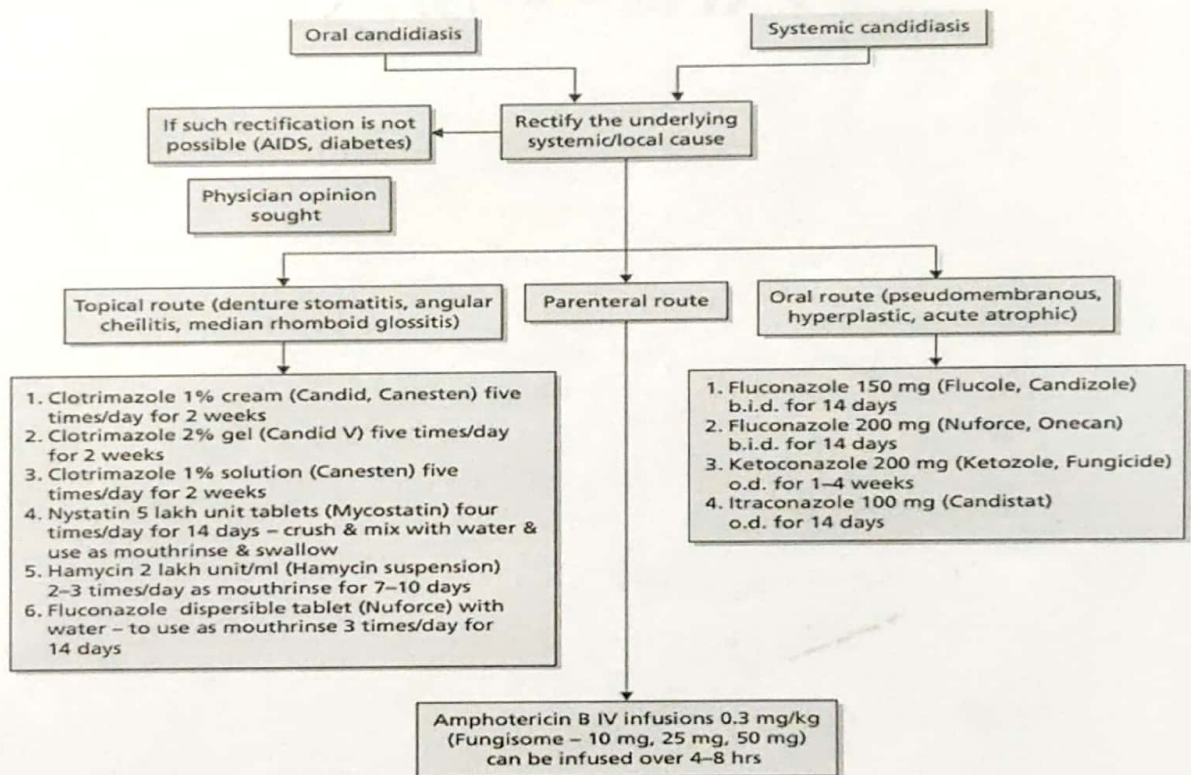 Oral candidiasis
Systemic candidiasis
If such rectification is not
possible (AIDS, diabetes)
Rectify the underlying
systemic/local cause
Physician opinion
sought
Topical route (denture stomatitis, angular
cheilitis, median rhomboid glossitis)
Parenteral route
Oral route (pseudomembranous,
hyperplastic, acute atrophic)
1. Clotrimazole 1% cream (Candid, Canesten) five
times/day for 2 weeks
2. Clotrimazole 2% gel (Candid V) five times/day
for 2 weeks
3. Clotrimazole 1% solution (Canesten) five
times/day for 2 weeks
4. Nystatin 5 lakh unit tablets (Mycostatin) four
times/day for 14 days – crush & mix with water &
use as mouthrinse & swallow
5. Hamycin 2 lakh unit/ml (Hamycin suspension)
2–3 times/day as mouthrinse for 7–10 days
6. Fluconazole dispersible tablet (Nuforce) with
water – to use as mouthrinse 3 times/day for
14 days
1. Fluconazole 150 mg (Flucole, Candizole)
b.i.d. for 14 days
2. Fluconazole 200 mg (Nuforce, Onecan)
b.i.d. for 14 days
3. Ketoconazole 200 mg (Ketozole, Fungicide)
o.d. for 1–4 weeks
4. Itraconazole 100 mg (Candistat)
o.d. for 14 days
Amphotericin B IV infusions 0.3 mg/kg
(Fungisome – 10 mg, 25 mg, 50 mg)
can be infused over 4–8 hrs